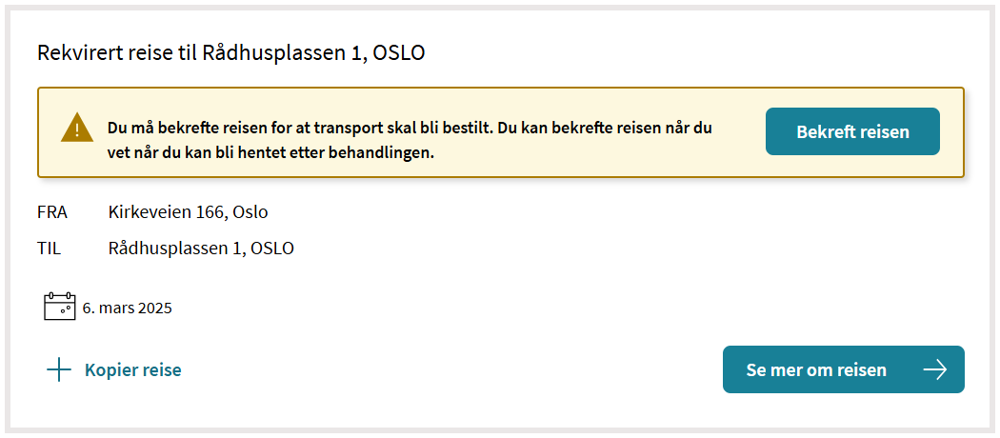 Rekvirert reise til Rådhusplassen 1, OSLO
Du må bekrefte reisen for at transport skal bli bestilt. Du kan bekrefte reisen når du
vet når du kan bli hentet etter behandlingen.
Bekreft reisen
FRA Kirkeveien 166, Oslo
TIL Rådhusplassen 1, OSLO
6. mars 2025
Kopier reise
Se mer om reisen